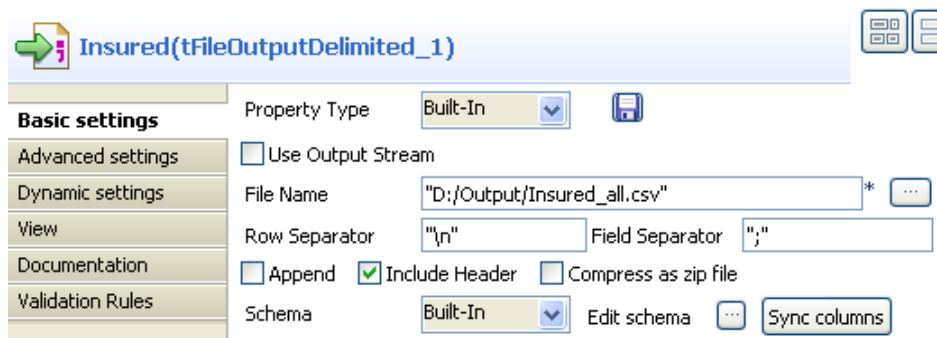 Insured(tFileOutputDelimited_1)
Basic settings
Advanced settings
Dynamic settings
View
Documentation
Validation Rules
Property Type Built-In
Use Output Stream
File Name "D:/Output/Insured_all.csv" * ...
Row Separator "\n" Field Separator ";"
Append Include Header Compress as zip file
Schema Built-In Edit schema ... Sync columns